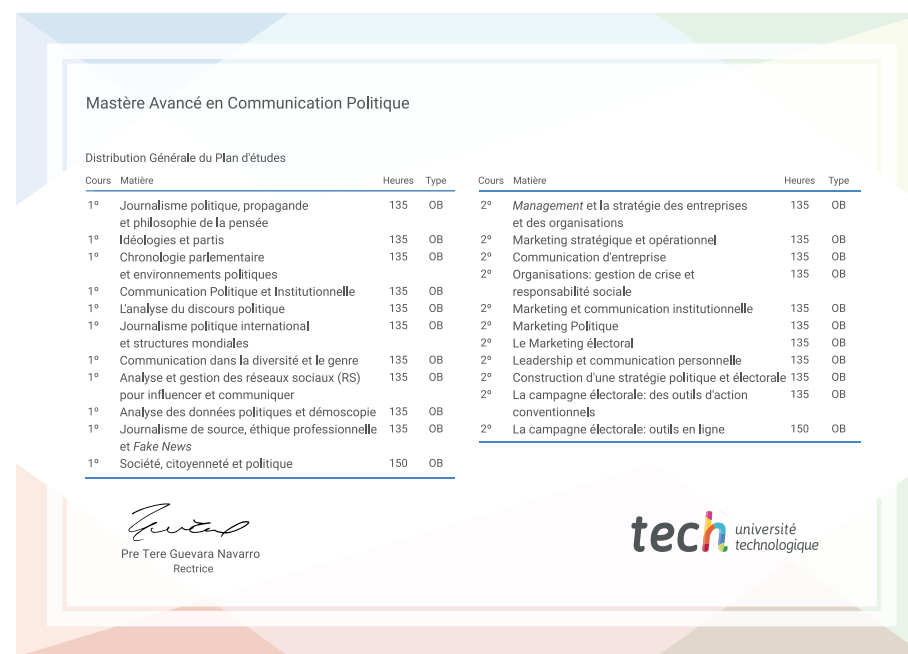 Mastère Avancé en Communication Politique
Distribution Générale du Plan d'études
Cours Matière Heures Type
1º Journalisme politique, propagande 135 OB
et philosophie de la pensée
1º Idéologies et partis 135 OB
1º Chronologie parlementaire 135 OB
et environnements politiques
1º Communication Politique et Institutionnelle 135 OB
1º L'analyse du discours politique 135 OB
1º Journalisme politique international 135 OB
et structures mondiales
1º Communication dans la diversité et le genre 135 OB
1º Analyse et gestion des réseaux sociaux (RS) 135 OB
pour influencer et communiquer
1º Analyse des données politiques et démoscopie 135 OB
1º Journalisme de source, éthique professionnelle 135 OB
et Fake News
1º Société, citoyenneté et politique 150 OB
Cours Matière Heures Type
2º Management et la stratégie des entreprises 135 OB
et des organisations
2º Marketing stratégique et opérationnel 135 OB
2º Communication d'entreprise 135 OB
2º Organisations: gestion de crise et 135 OB
responsabilité sociale
2º Marketing et communication institutionnelle 135 OB
2º Marketing Politique 135 OB
2º Le Marketing électoral 135 OB
2º Leadership et communication personnelle 135 OB
2º Construction d'une stratégie politique et électorale 135 OB
2º La campagne électorale: des outils d'action 135 OB
conventionnels
2º La campagne électorale: outils en ligne 150 OB
Pre Tere Guevara Navarro
Rectrice
tech université
technologique